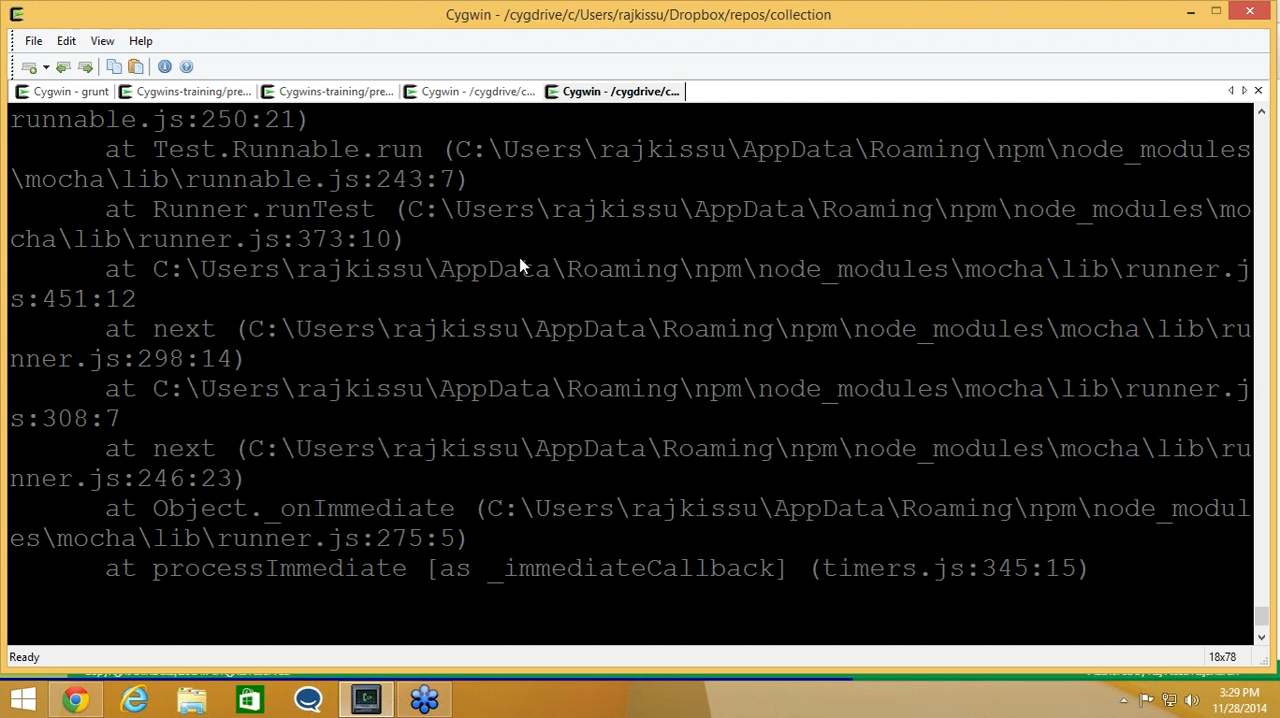 Cygwin - /cygdrive/c/Users/rajkissu/Dropbox/repos/collection
File Edit View Help
Cygwin - grunt Cygwins-training/pre... Cygwins-training/pre... Cygwin - /cygdrive/c... Cygwin - /cygdrive/c...
runnable.js:250:21)
at Test.Runnable.run (C:\Users\rajkissu\AppData\Roaming\npm\node_modules
\mocha\lib\runnable.js:243:7)
at Runner.runTest (C:\Users\rajkissu\AppData\Roaming\npm\node_modules\mo
cha\lib\runner.js:373:10)
at C:\Users\rajkissu\AppData\Roaming\npm\node_modules\mocha\lib\runner.j
s:451:12
at next (C:\Users\rajkissu\AppData\Roaming\npm\node_modules\mocha\lib\ru
nner.js:298:14)
at C:\Users\rajkissu\AppData\Roaming\npm\node_modules\mocha\lib\runner.j
s:308:7
at next (C:\Users\rajkissu\AppData\Roaming\npm\node_modules\mocha\lib\ru
nner.js:246:23)
at Object._onImmediate (C:\Users\rajkissu\AppData\Roaming\npm\node_modul
es\mocha\lib\runner.js:275:5)
at processImmediate [as _immediateCallback] (timers.js:345:15)
Ready 18x78
3:29 PM
11/28/2014